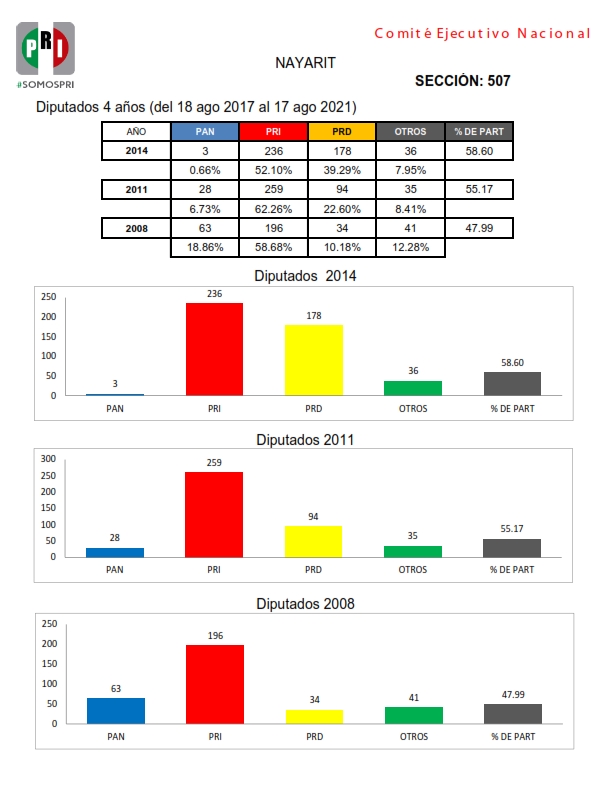 Comité Ejecutivo Nacional
PRI
#SOMOSPRI
NAYARIT
SECCIÓN: 507
Diputados 4 años (del 18 ago 2017 al 17 ago 2021)
AÑO PAN PRI PRD OTROS % DE PART
2014 3 236 178 36 58.60
0.66% 52.10% 39.29% 7.95%
2011 28 259 94 35 55.17
6.73% 62.26% 22.60% 8.41%
2008 63 196 34 41 47.99
18.86% 58.68% 10.18% 12.28%
Diputados 2014
250
200
150
100
50
0
3 236 178 36 58.60
PAN PRI PRD OTROS % DE PART
Diputados 2011
300
250
200
150
100
50
0
28 259 94 35 55.17
PAN PRI PRD OTROS % DE PART
Diputados 2008
250
200
150
100
50
0
63 196 34 41 47.99
PAN PRI PRD OTROS % DE PART